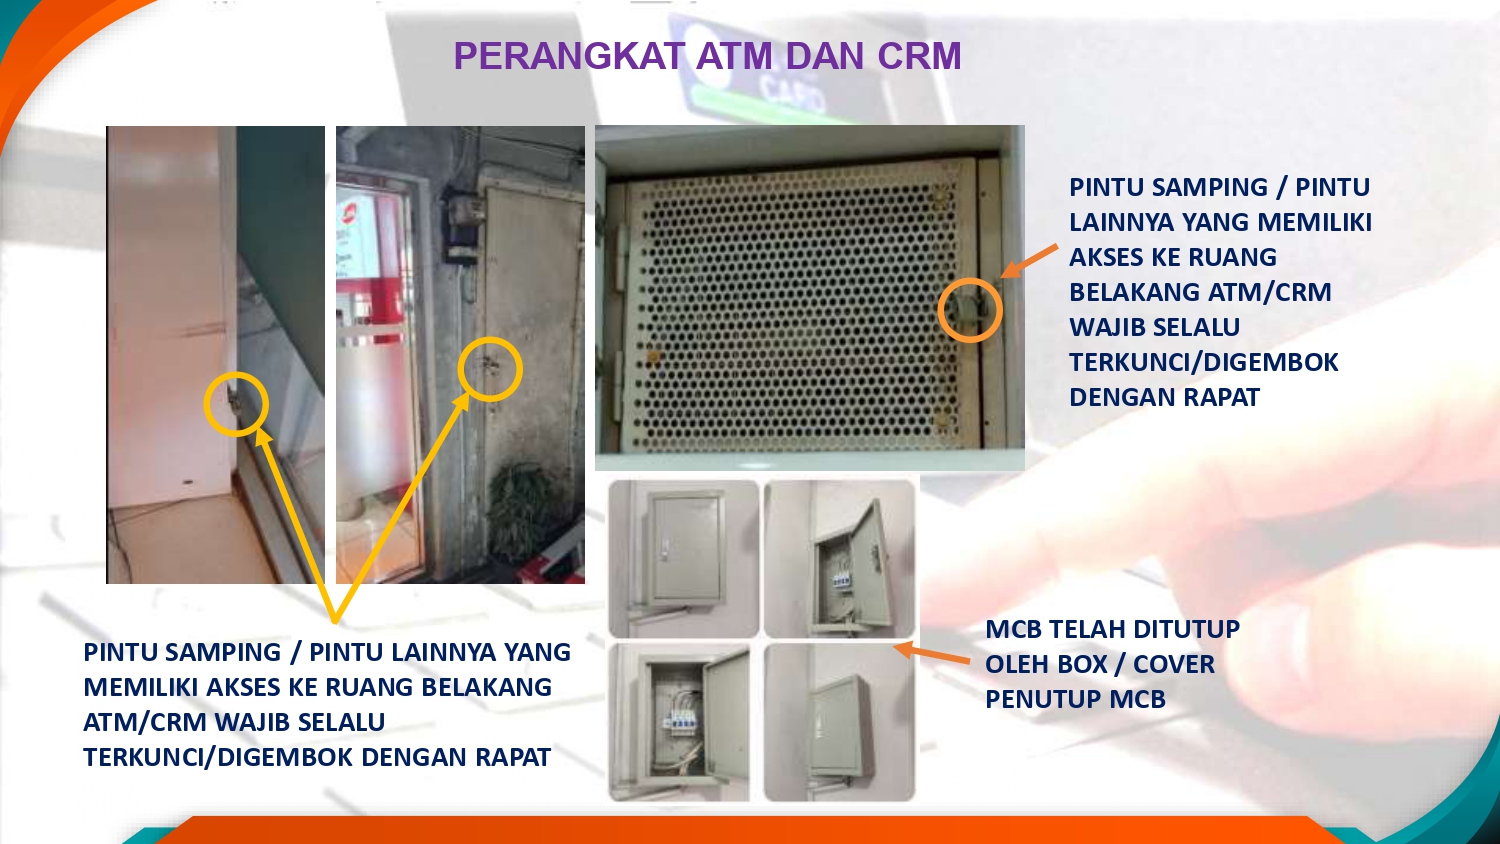 PERANGKAT ATM DAN CRM
CARD
PINTU SAMPING / PINTU
LAINNYA YANG MEMILIKI
AKSES KE RUANG
BELAKANG ATM/CRM
WAJIB SELALU
TERKUNCI/DIGEMBOK
DENGAN RAPAT
PINTU SAMPING / PINTU LAINNYA YANG
MEMILIKI AKSES KE RUANG BELAKANG
ATM/CRM WAJIB SELALU
TERKUNCI/DIGEMBOK DENGAN RAPAT
MCB TELAH DITUTUP
OLEH BOX / COVER
PENUTUP MCB